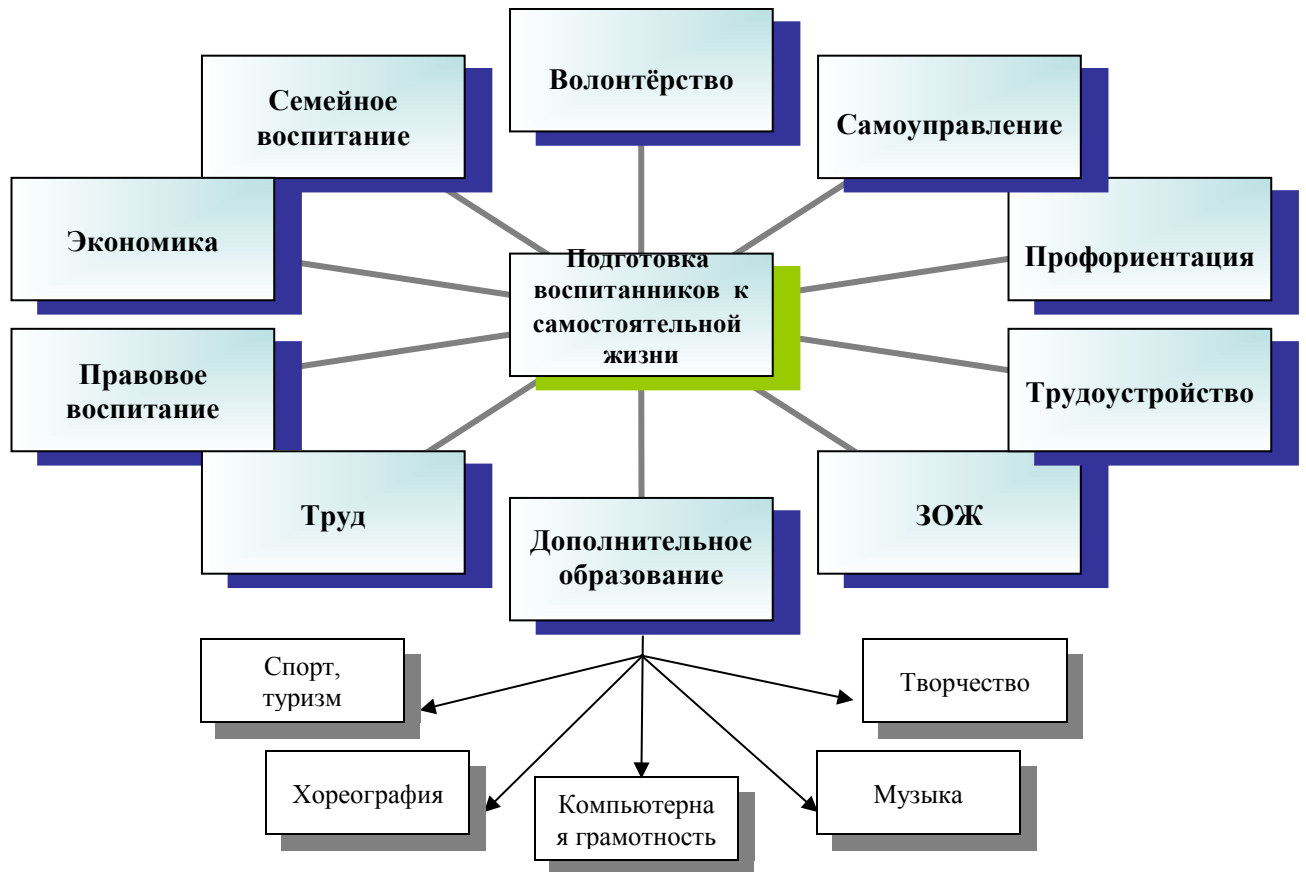 Волонтёрство
Семейное
воспитание
Самоуправление
Экономика
Профориентация
Подготовка
воспитанников к
самостоятельной
жизни
Правовое
воспитание
Трудоустройство
Труд
ЗОЖ
Дополнительное
образование
Спорт,
туризм
Творчество
Хореография
Компьютерна
я грамотность
Музыка